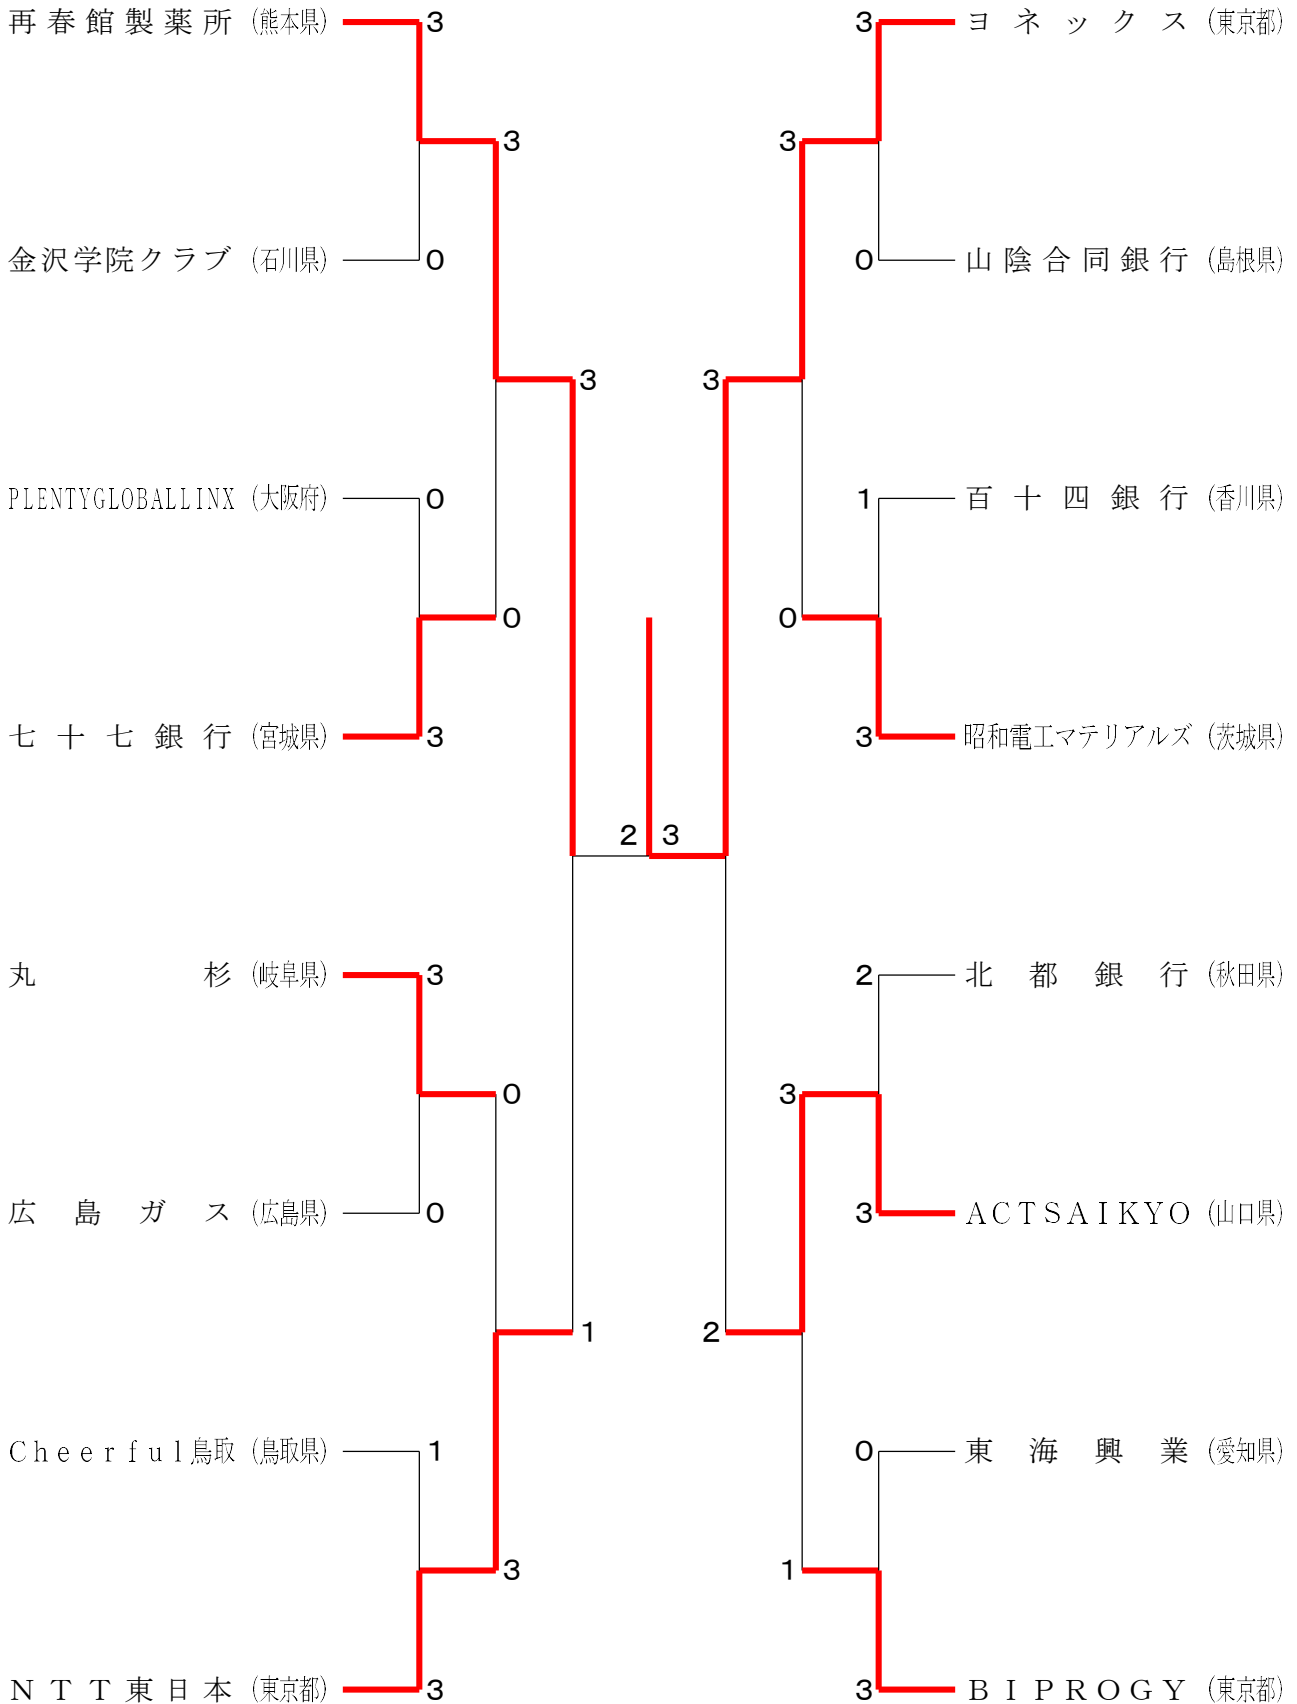 再春館製薬所 (熊本県) 3 3 ヨネックス (東京都)
3 3
金沢学院クラブ (石川県) 0 0 山陰合同銀行 (島根県)
3 3
PLENTYGLOBALLINX (大阪府) 0 1 百十四銀行 (香川県)
0 0
七十七銀行 (宮城県) 3 3 昭和電工マテリアルズ (茨城県)
2 3
丸杉 (岐阜県) 3 2 北都銀行 (秋田県)
0 3
広島ガス (広島県) 0 3 ACTSAIKYO (山口県)
1 2
Cheerful鳥取 (鳥取県) 1 0 東海興業 (愛知県)
3 1
NTT東日本 (東京都) 3 3 BIPROGY (東京都)